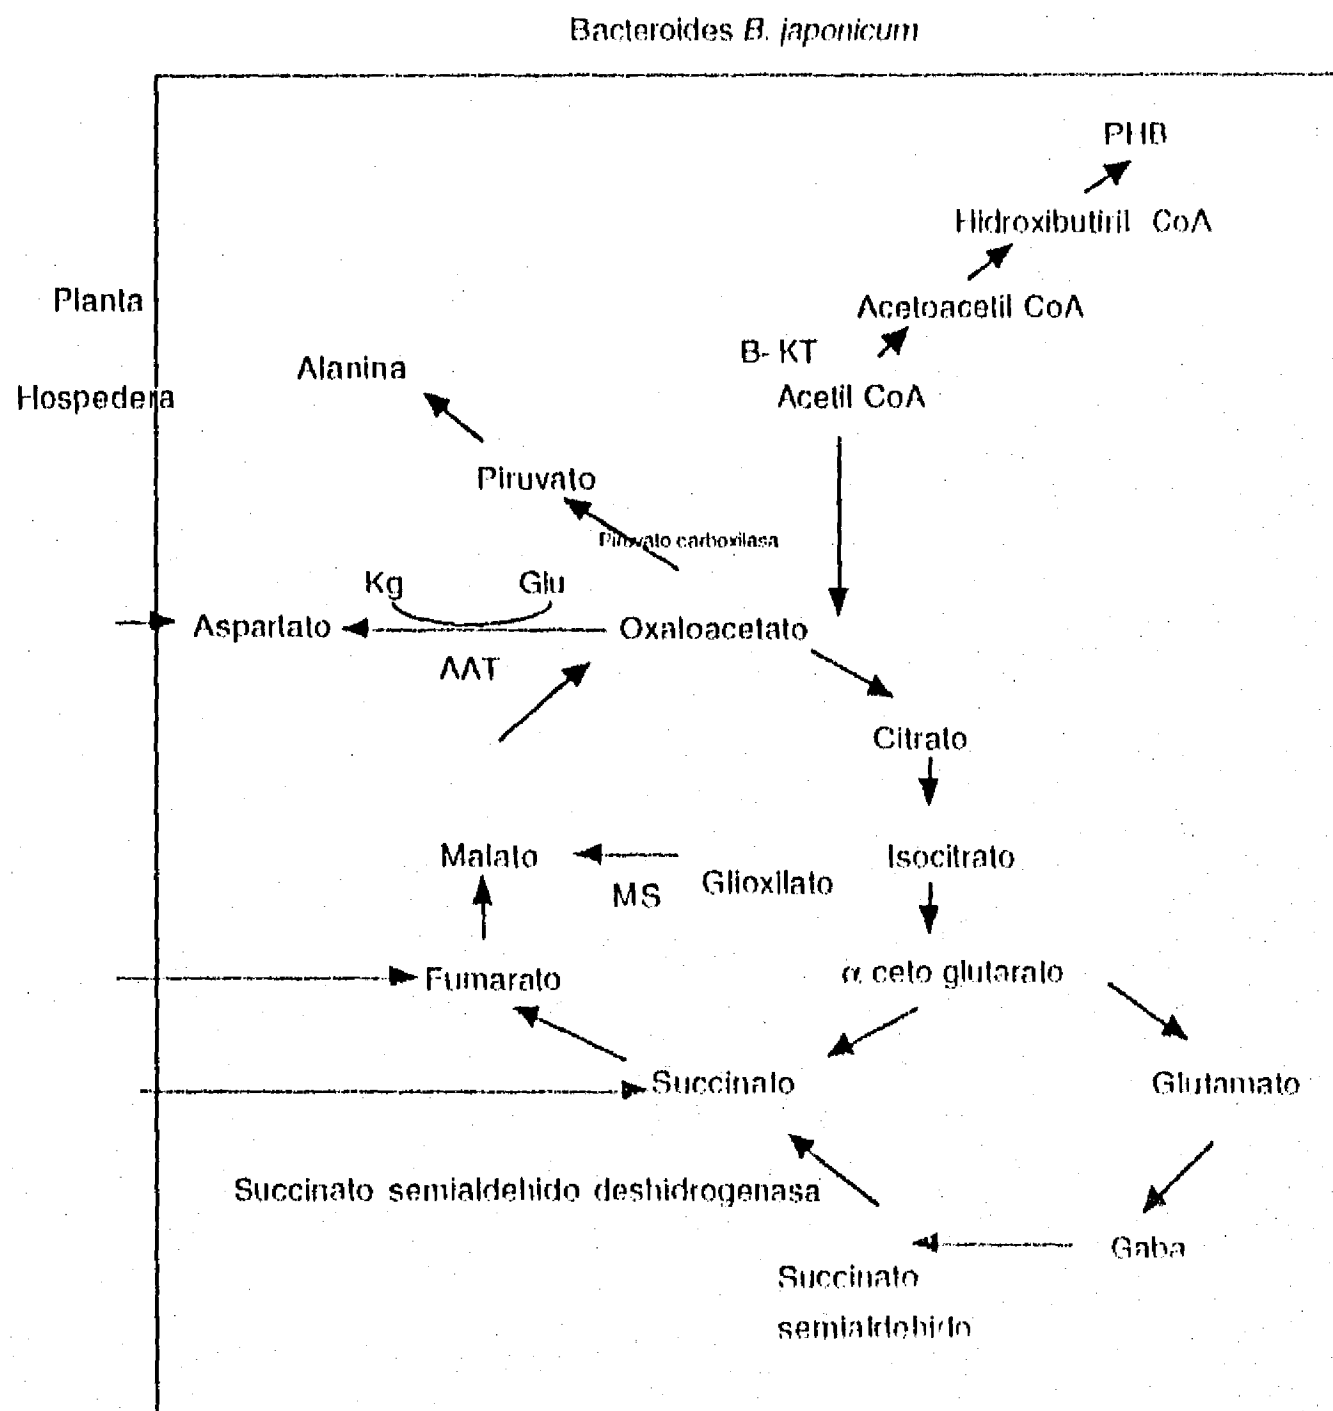 Bacteroides B. japonicum
PHB
Hidroxibutiril CoA
Planta
Acetoacetil CoA
B- KT
Alanina
Hospedera
Acetil CoA
Piruvato
Piruvato carboxilasa
Kg
Glu
Aspartato
Oxaloacetato
AAT
Citrato
Malato
Isocitrato
Glioxilato
MS
α ceto glutarato
Fumarato
Succinato
Glutamato
Succinato semialdehido deshidrogenasa
Gaba
Succinato
semialdehido